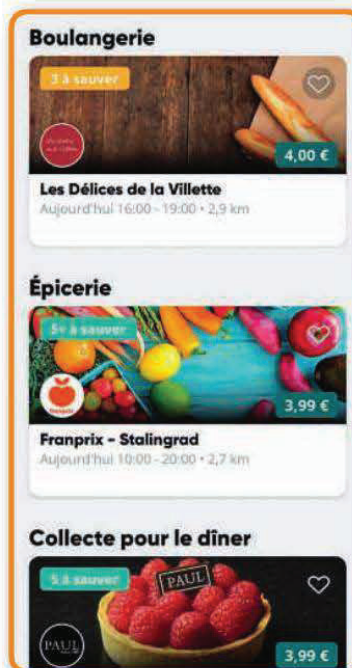 Boulangerie
3 à sauver
4,00 €
Les Délices de la Villette
Aujourd'hui 16:00 - 19:00 • 2,9 km
Épicerie
5+ à sauver
franprix
3,99 €
Franprix - Stalingrad
Aujourd'hui 10:00 - 20:00 • 2,7 km
Collecte pour le dîner
5 à sauver
PAUL
PAUL
3,99 €